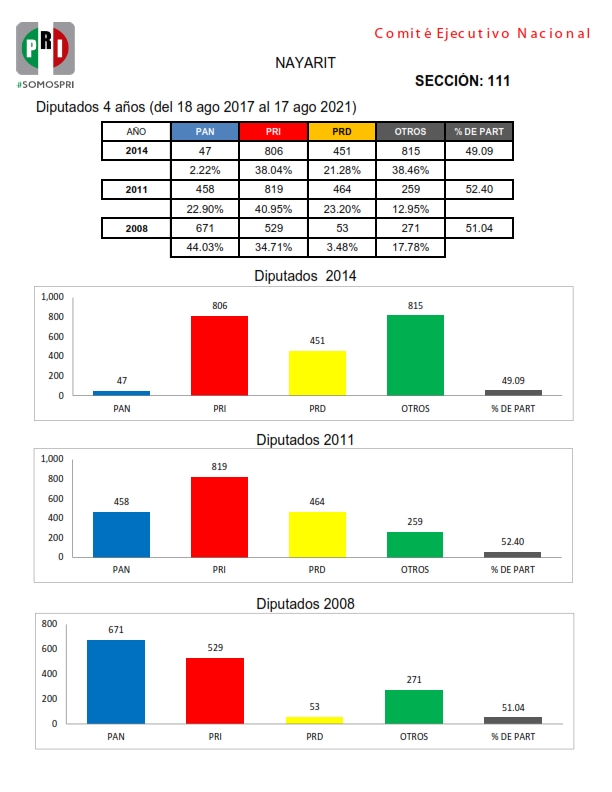 Comité Ejecutivo Nacional
PRI
#SOMOSPRI
NAYARIT
SECCIÓN: 111
Diputados 4 años (del 18 ago 2017 al 17 ago 2021)
AÑO PAN PRI PRD OTROS % DE PART
2014 47 806 451 815 49.09
2.22% 38.04% 21.28% 38.46%
2011 458 819 464 259 52.40
22.90% 40.95% 23.20% 12.95%
2008 671 529 53 271 51.04
44.03% 34.71% 3.48% 17.78%
Diputados 2014
1,000
800
600
400
200
0
47 806 451 815 49.09
PAN PRI PRD OTROS % DE PART
Diputados 2011
1,000
800
600
400
200
0
458 819 464 259 52.40
PAN PRI PRD OTROS % DE PART
Diputados 2008
800
600
400
200
0
671 529 53 271 51.04
PAN PRI PRD OTROS % DE PART